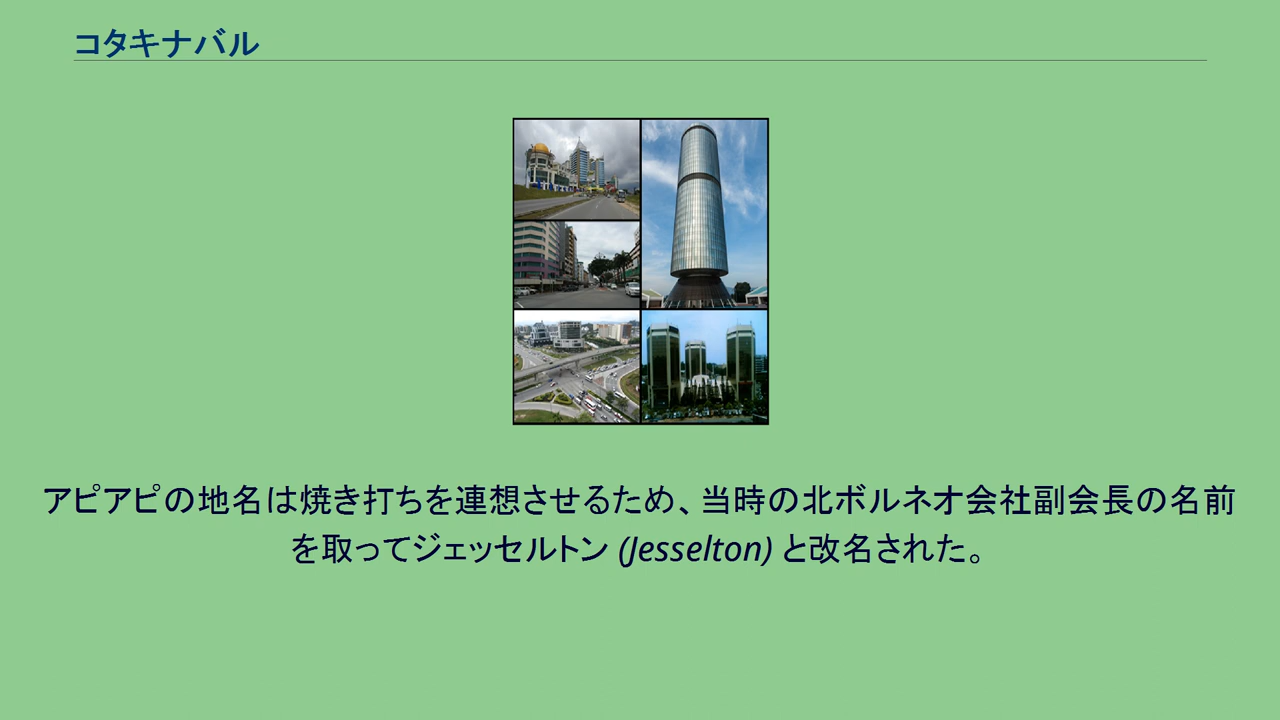 コタキナバル
アピアピの地名は焼き打ちを連想させるため、当時の北ボルネオ会社副会長の名前
を取ってジェッセルトン (Jesselton) と改名された。